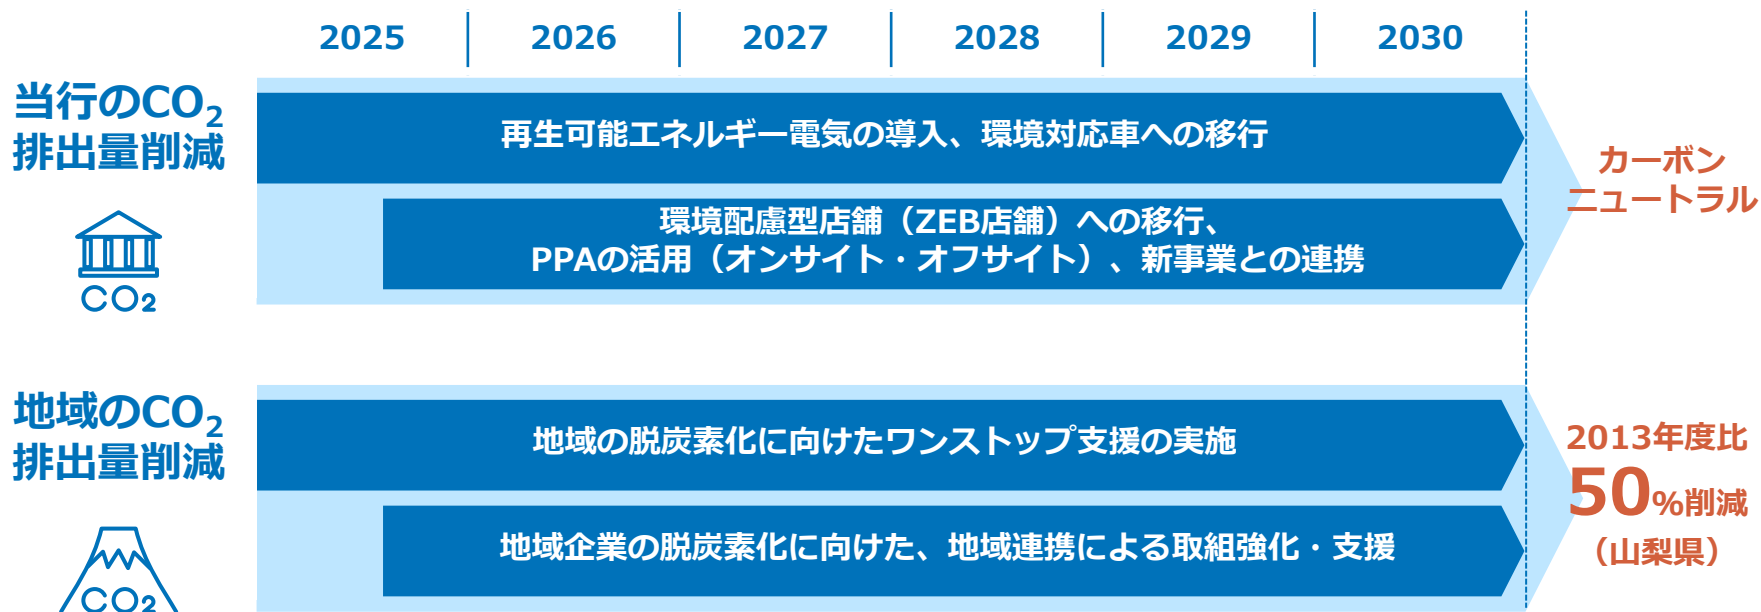 2025
2026
2027
2028
2029
2030
当行のCO₂
排出量削減
再生可能エネルギー電気の導入、環境対応車への移行
環境配慮型店舗（ZEB店舗）への移行、
PPAの活用（オンサイト・オフサイト）、新事業との連携
カーボン
ニュートラル
CO₂
地域のCO₂
排出量削減
地域の脱炭素化に向けたワンストップ支援の実施
地域企業の脱炭素化に向けた、地域連携による取組強化・支援
2013年度比
50%削減
（山梨県）
CO₂